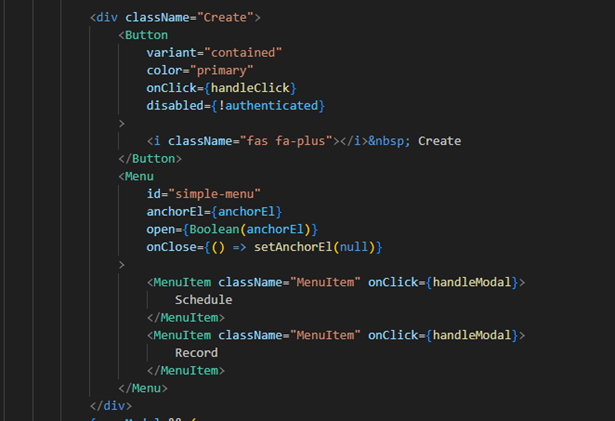 <div className="Create">
<Button
variant="contained"
color="primary"
onClick={handleClick}
disabled={!authenticated}
>
<i className="fas fa-plus"></i>&nbsp; Create
</Button>
<Menu
id="simple-menu"
anchorEl={anchorEl}
open={Boolean(anchorEl)}
onClose={() => setAnchorEl(null)}
>
<MenuItem className="MenuItem" onClick={handleModal}>
Schedule
</MenuItem>
<MenuItem className="MenuItem" onClick={handleModal}>
Record
</MenuItem>
</Menu>
</div>